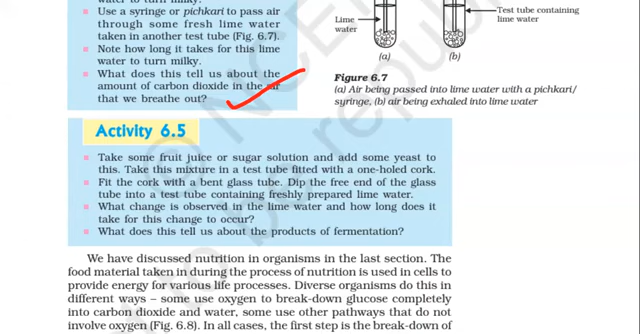 water to turn milky.
Use a syringe or pichkari to pass air
through some fresh lime water
taken in another test tube (Fig. 6.7).
Note how long it takes for this lime
water to turn milky.
What does this tell us about the
amount of carbon dioxide in the air
that we breathe out?
Lime
water
Test tube containing
lime water
(a)
(b)
Figure 6.7
(a) Air being passed into lime water with a pichkari/
syringe, (b) air being exhaled into lime water
Activity 6.5
Take some fruit juice or sugar solution and add some yeast to
this. Take this mixture in a test tube fitted with a one-holed cork.
Fit the cork with a bent glass tube. Dip the free end of the glass
tube into a test tube containing freshly prepared lime water.
What change is observed in the lime water and how long does it
take for this change to occur?
What does this tell us about the products of fermentation?
We have discussed nutrition in organisms in the last section. The
food material taken in during the process of nutrition is used in cells to
provide energy for various life processes. Diverse organisms do this in
different ways – some use oxygen to break-down glucose completely
into carbon dioxide and water, some use other pathways that do not
involve oxygen (Fig. 6.8). In all cases, the first step is the break-down of